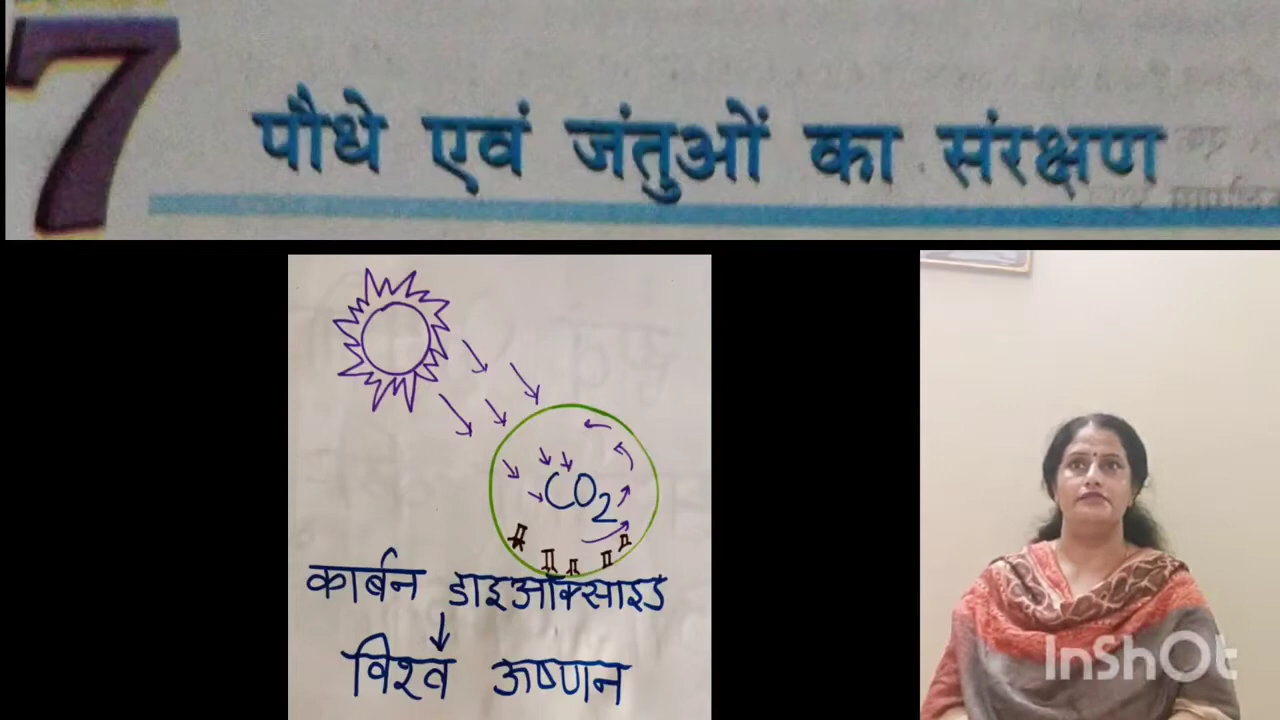 7
पौधे एवं जंतुओं का संरक्षण
CO2
कार्बन डाइऑक्साइड
विश्व ऊष्णन
InShOt